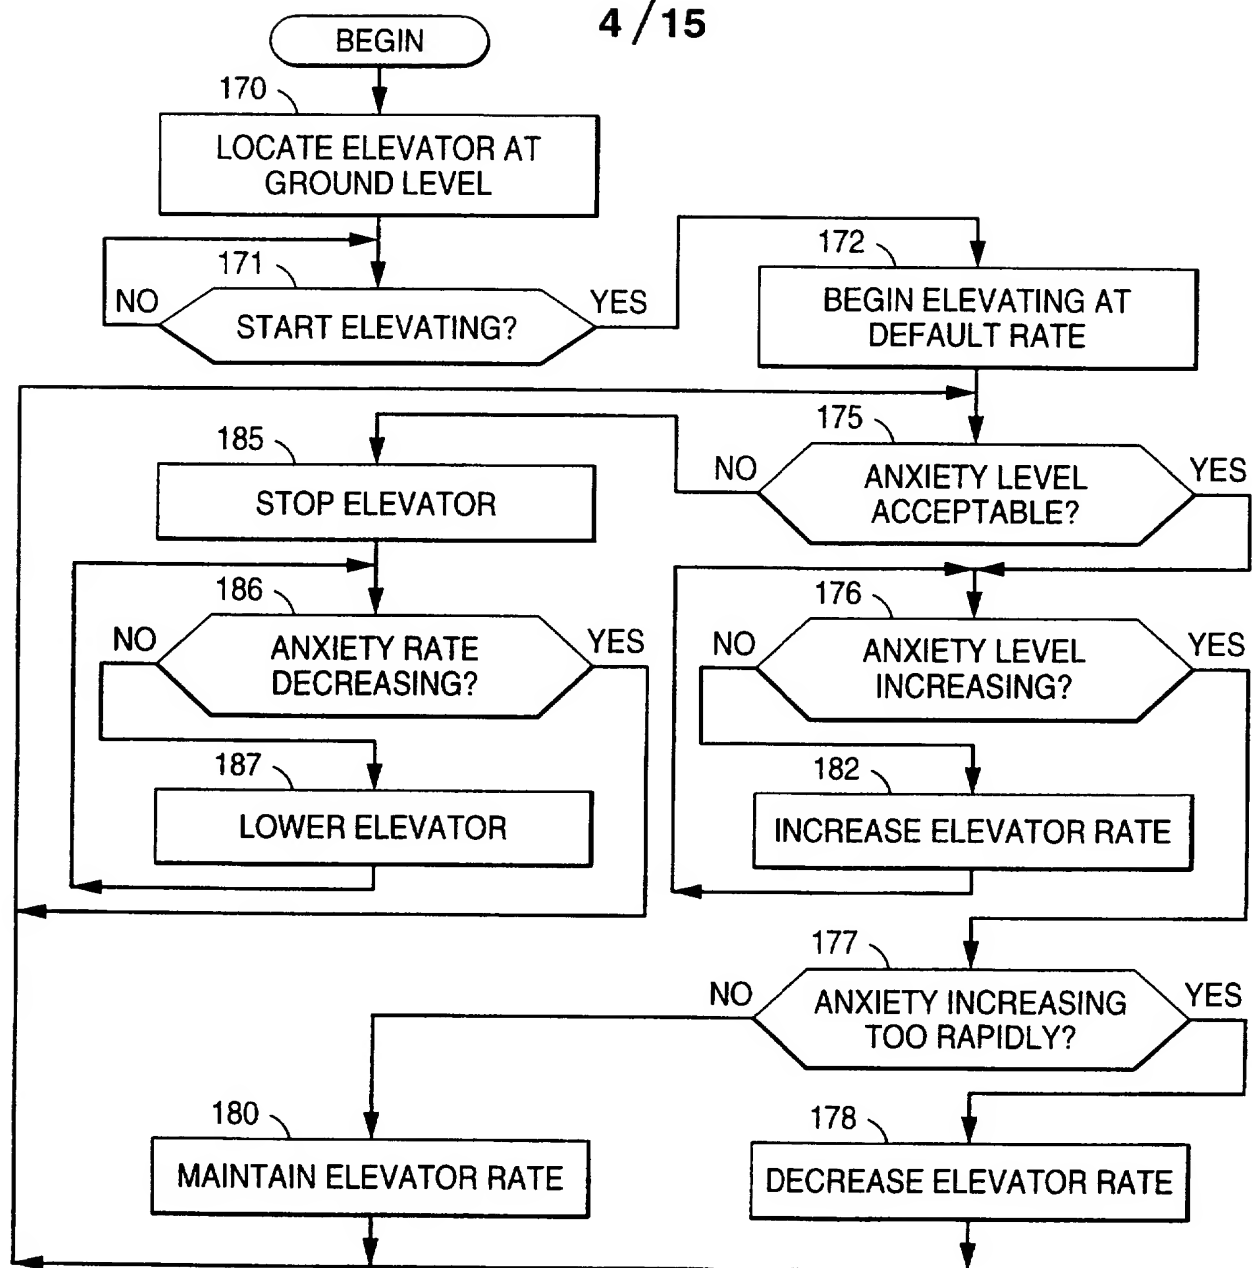 4/15
BEGIN
170
LOCATE ELEVATOR AT
GROUND LEVEL
171
NO
START ELEVATING?
YES
172
BEGIN ELEVATING AT
DEFAULT RATE
175
NO
ANXIETY LEVEL
ACCEPTABLE?
YES
185
STOP ELEVATOR
186
NO
ANXIETY RATE
DECREASING?
YES
187
LOWER ELEVATOR
176
NO
ANXIETY LEVEL
INCREASING?
YES
182
INCREASE ELEVATOR RATE
177
NO
ANXIETY INCREASING
TOO RAPIDLY?
YES
180
MAINTAIN ELEVATOR RATE
178
DECREASE ELEVATOR RATE